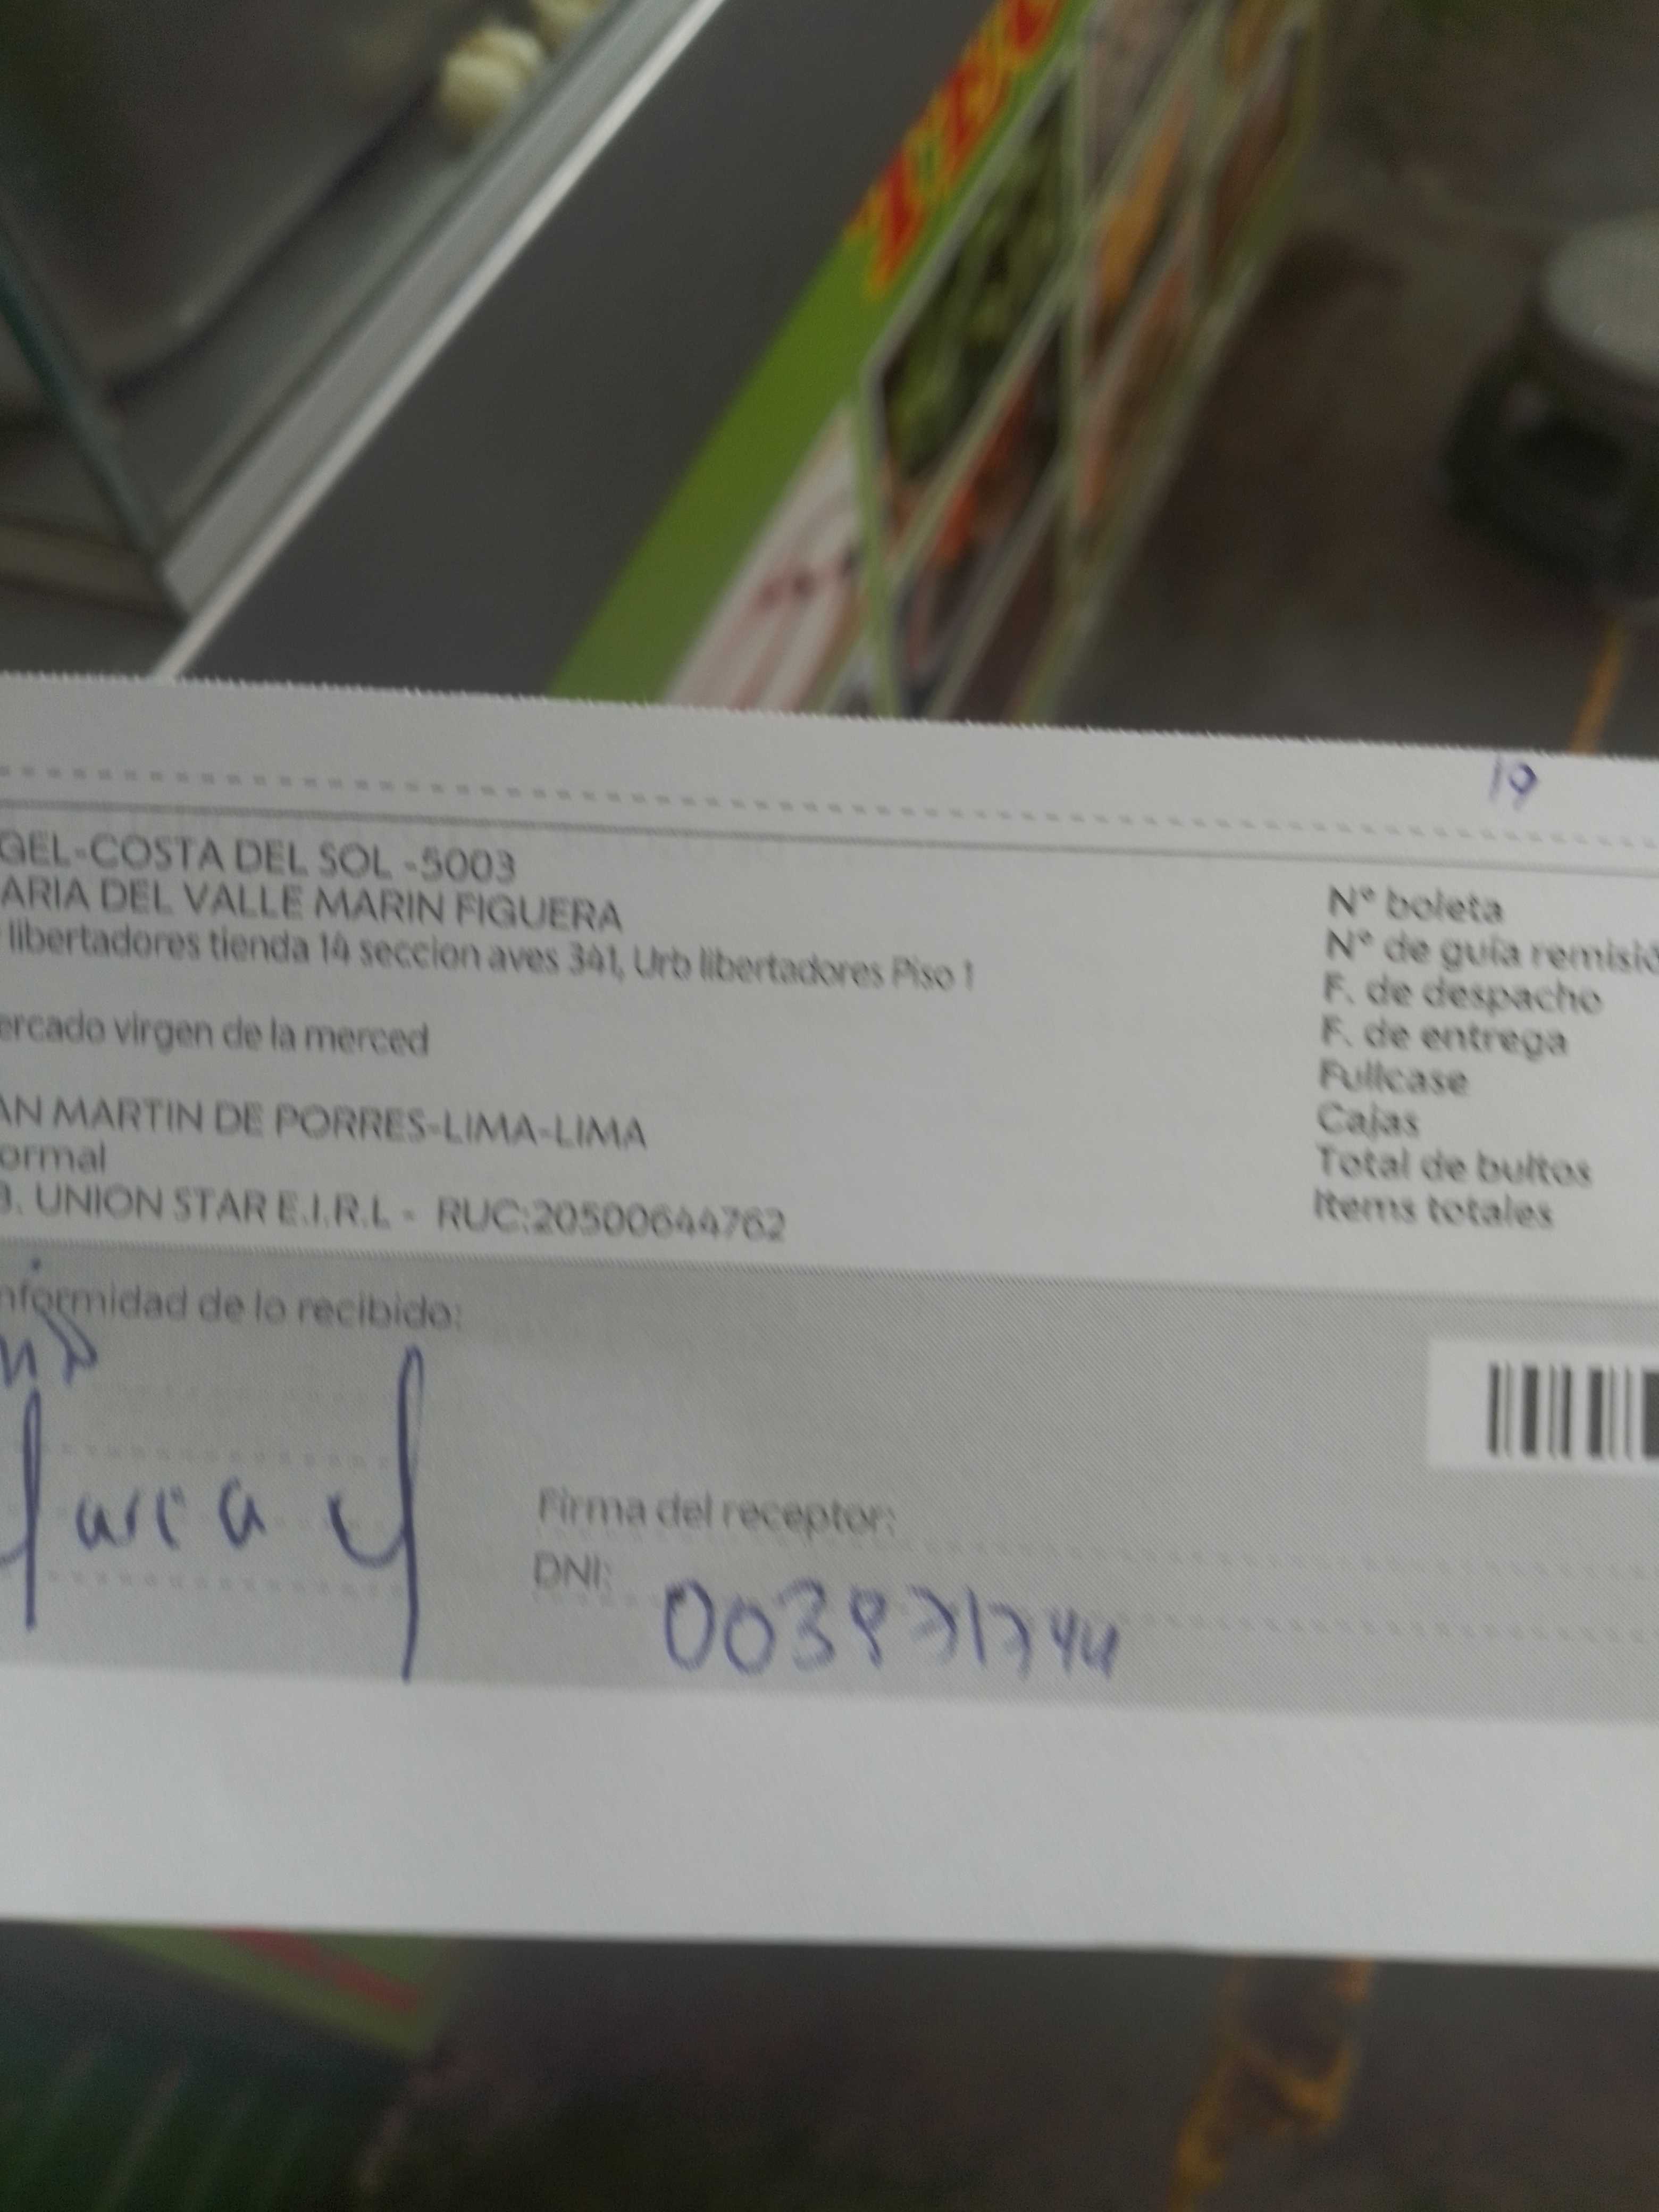 19
GEL-COSTA DEL SOL -5003
ARIA DEL VALLE MARIN FIGUERA
libertadores tienda 14 seccion aves 341, Urb libertadores Piso 1
ercado virgen de la merced
AN MARTIN DE PORRES-LIMA-LIMA
ormal
3. UNION STAR E.I.R.L - RUC:20500644762
N° boleta
N° de guía remisió
F. de despacho
F. de entrega
Fullcase
Cajas
Total de bultos
Items totales
nformidad de lo recibido:
Firma del receptor:
DNI: 003971744